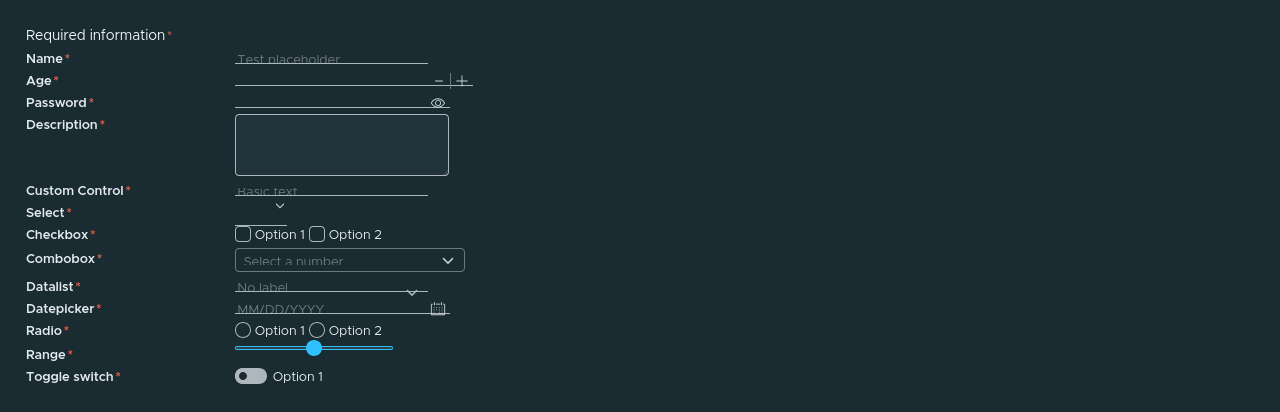 Required information*
Name* Test placeholder
Age*
Password*
Description*
Custom Control* Basic text
Select*
Checkbox* Option 1 Option 2
Combobox* Select a number
Datalist* No label
Datepicker* MM/DD/YYYY
Radio* Option 1 Option 2
Range*
Toggle switch* Option 1